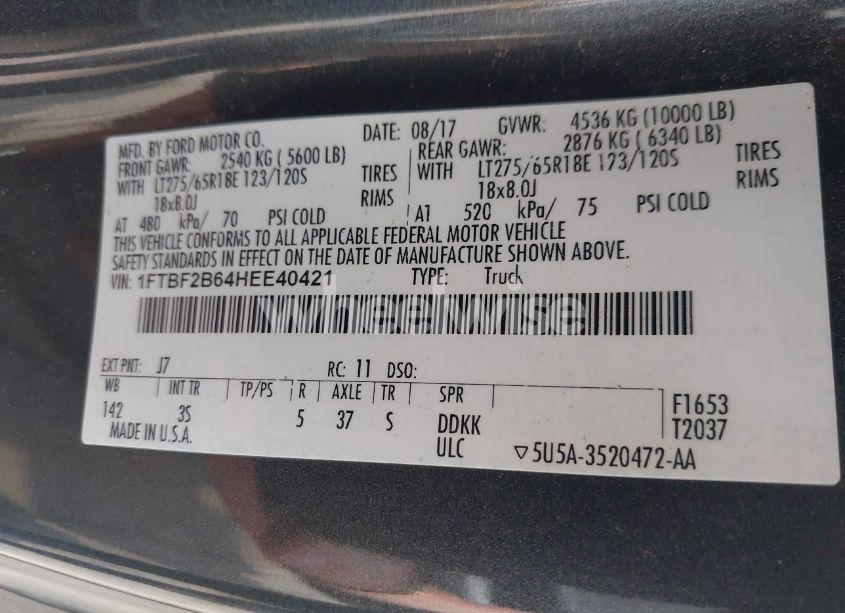 MFD. BY FORD MOTOR CO.
DATE: 08/17
GVWR: 4536 KG (10000 LB)
FRONT GAWR: 2540 KG ( 5600 LB)
REAR GAWR: 2876 KG ( 6340 LB)
WITH LT275/65R18E 123/120S TIRES
WITH LT275/65R18E 123/120S TIRES
18x8.0J RIMS
18x8.0J RIMS
AT 480 kPa/ 70 PSI COLD
AT 520 kPa/ 75 PSI COLD
THIS VEHICLE CONFORMS TO ALL APPLICABLE FEDERAL MOTOR VEHICLE
SAFETY STANDARDS IN EFFECT ON THE DATE OF MANUFACTURE SHOWN ABOVE.
VIN: 1FTBF2B64HEE40421 TYPE: Truck
WheelWise
EXT PNT: J7 RC: 11 DSO:
WB INT TR TP/PS R AXLE TR SPR
142 3S 5 37 S DDKK
ULC
F1653
T2037
MADE IN U.S.A.
▽5U5A-3520472-AA